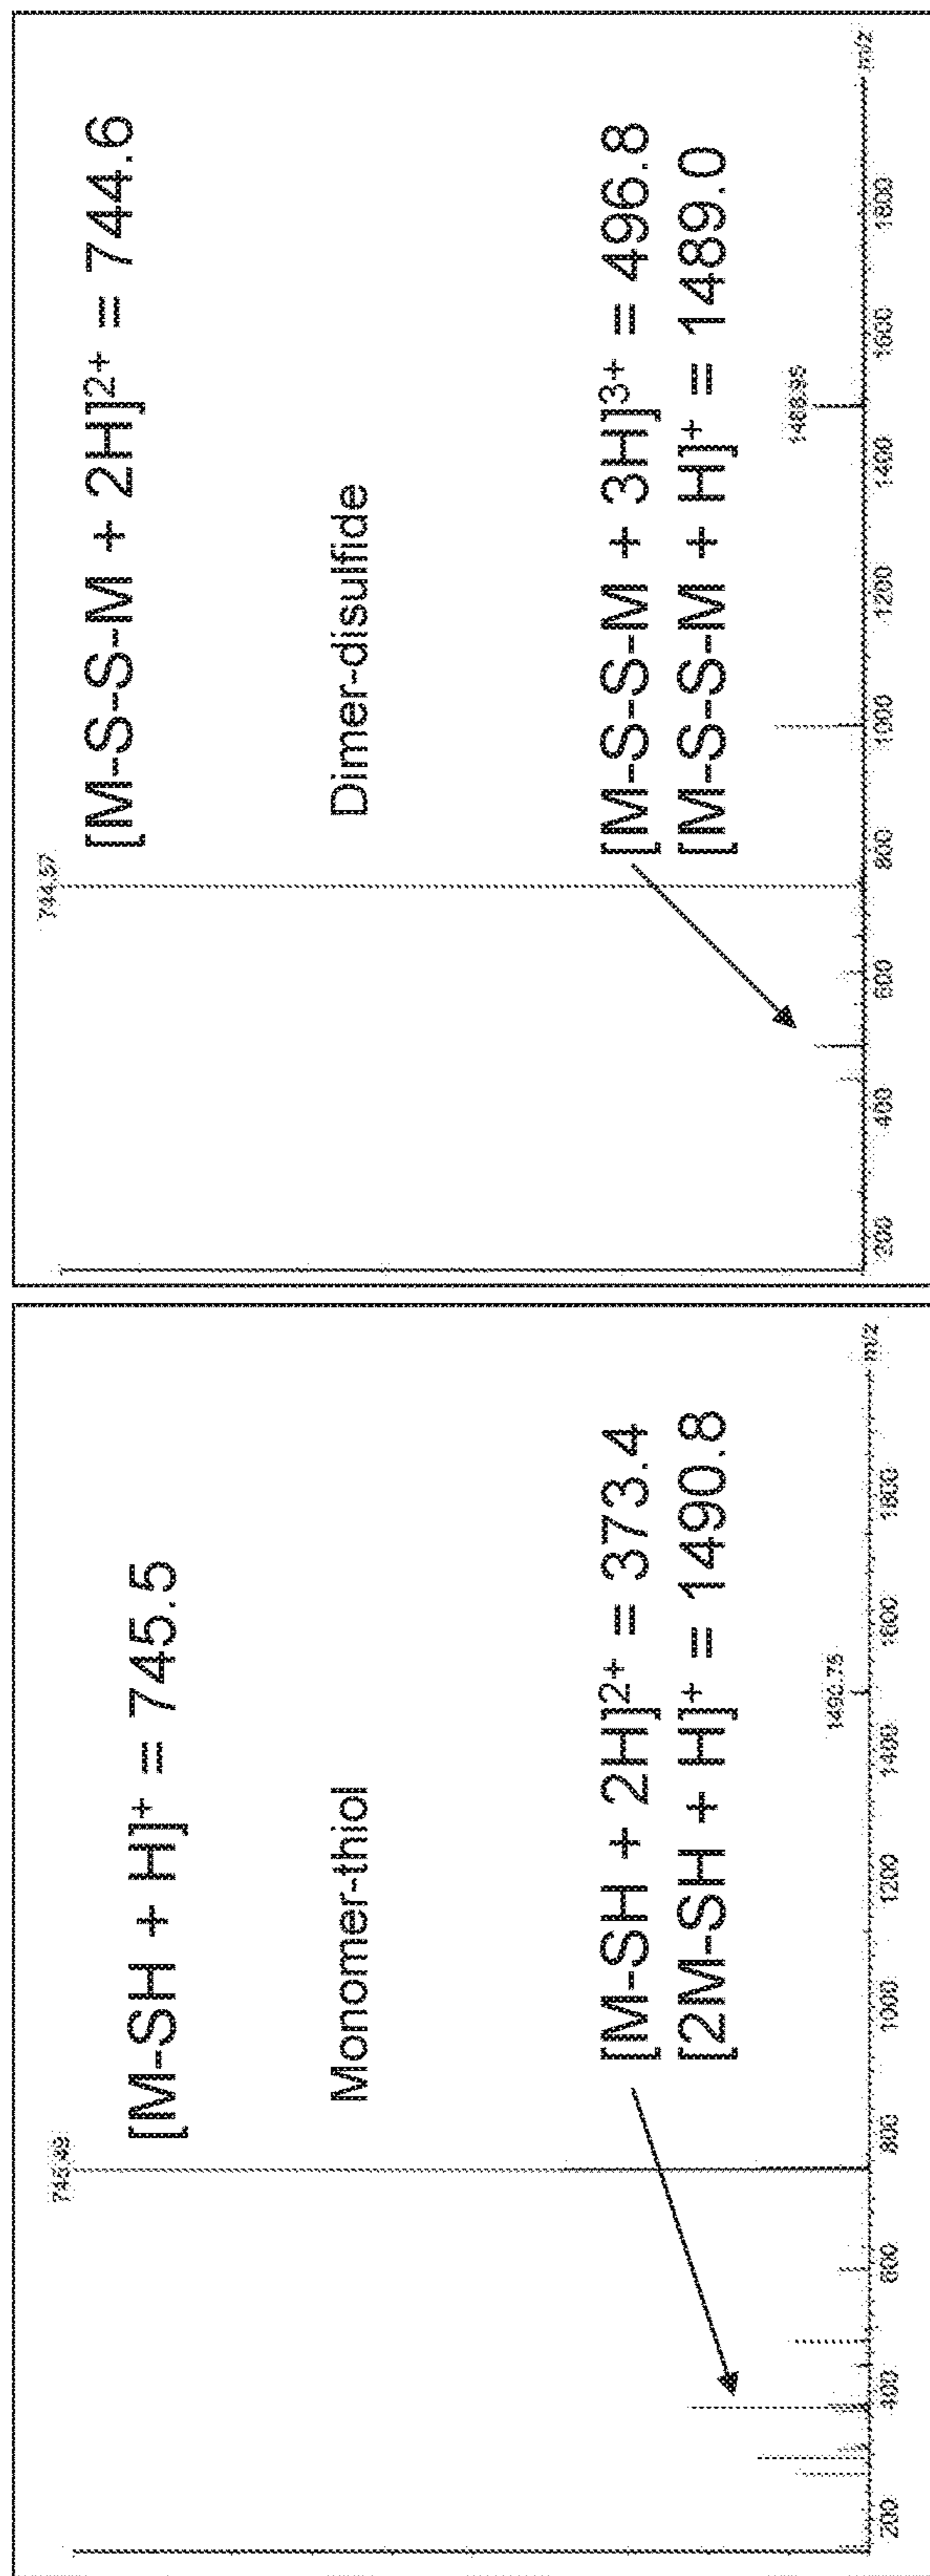 745.49
[M-SH + H]⁺ = 745.5
Monomer-thiol
[M-SH + 2H]²⁺ = 373.4
[2M-SH + H]⁺ = 1490.8
1490.75
200 400 600 800 1000 1200 1400 1600 1800 m/z
744.57
[M-S-S-M + 2H]²⁺ = 744.6
Dimer-disulfide
[M-S-S-M + 3H]³⁺ = 496.8
[M-S-S-M + H]⁺ = 1489.0
1488.95
200 400 600 800 1000 1200 1400 1600 1800 m/z